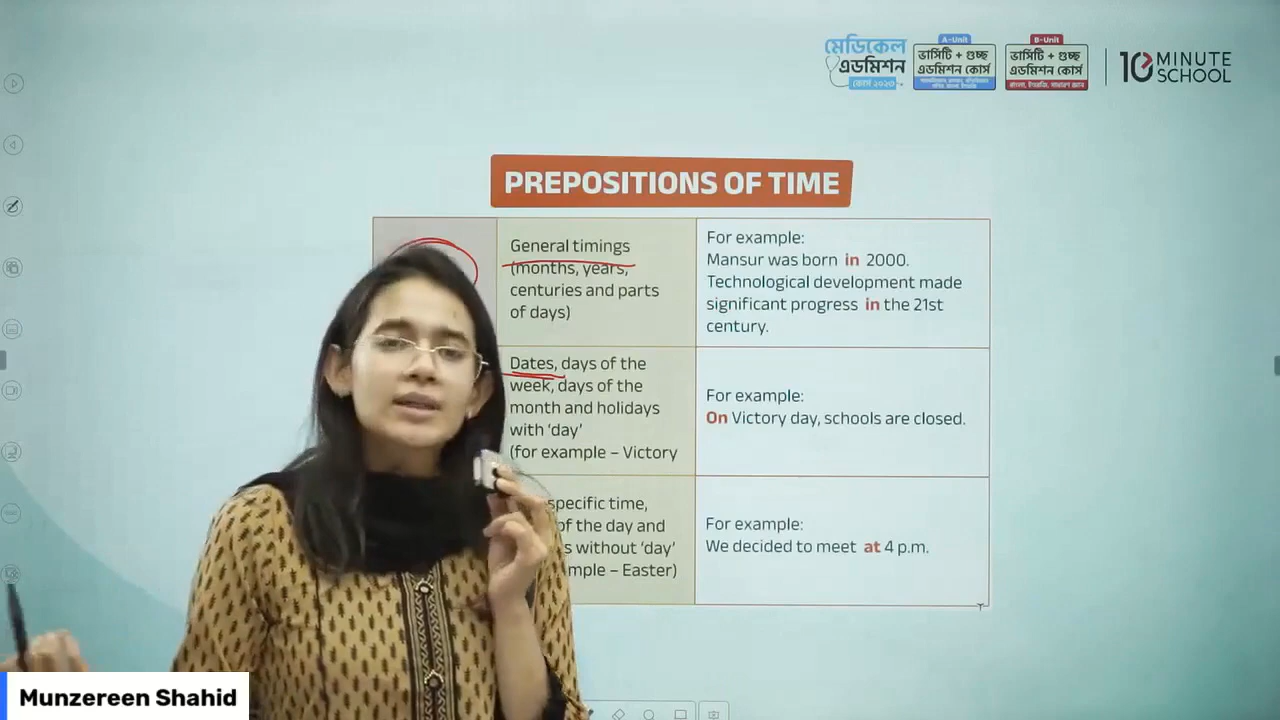 মেডিকেল
এডমিশন
কোর্স ২০২৩
A-Unit
ভার্সিটি + গুচ্ছ
এডমিশন কোর্স
B-Unit
ভার্সিটি + গুচ্ছ
এডমিশন কোর্স
বাংলা, ইংরেজি, সাধারণ জ্ঞান
10 MINUTE
SCHOOL
PREPOSITIONS OF TIME
General timings
(months, years,
centuries and parts
of days)
For example:
Mansur was born in 2000.
Technological development made
significant progress in the 21st
century.
Dates, days of the
week, days of the
month and holidays
with ‘day’
(for example – Victory
For example:
On Victory day, schools are closed.
specific time,
of the day and
without ‘day’
– Easter)
For example:
We decided to meet at 4 p.m.
Munzereen Shahid